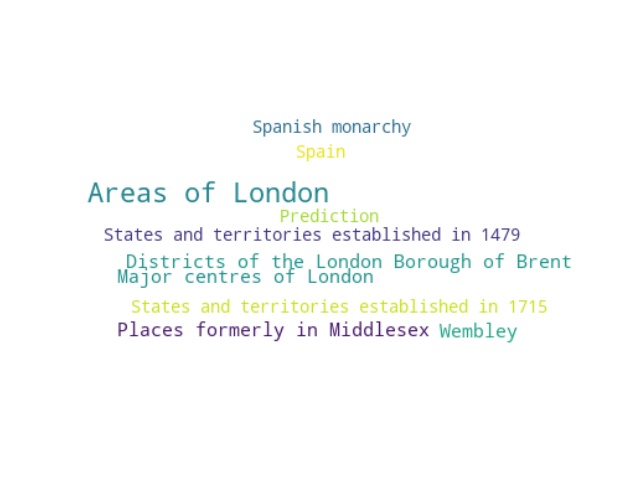 Spanish monarchy
Spain
Areas of London
Prediction
States and territories established in 1479
Districts of the London Borough of Brent
Major centres of London
States and territories established in 1715
Places formerly in Middlesex Wembley